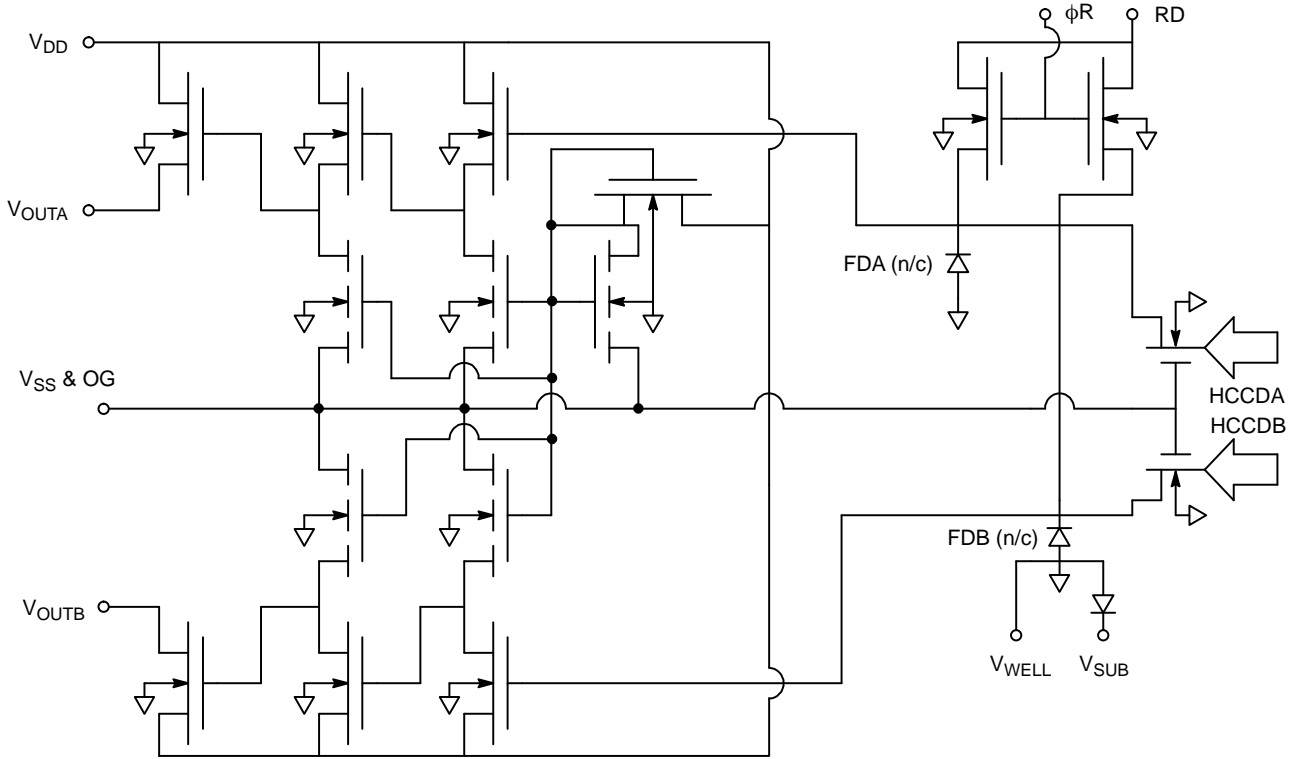 ϕR
RD
VDD
VOUTA
FDA (n/c)
VSS & OG
HCCDA
HCCDB
FDB (n/c)
VOUTB
VWELL
VSUB